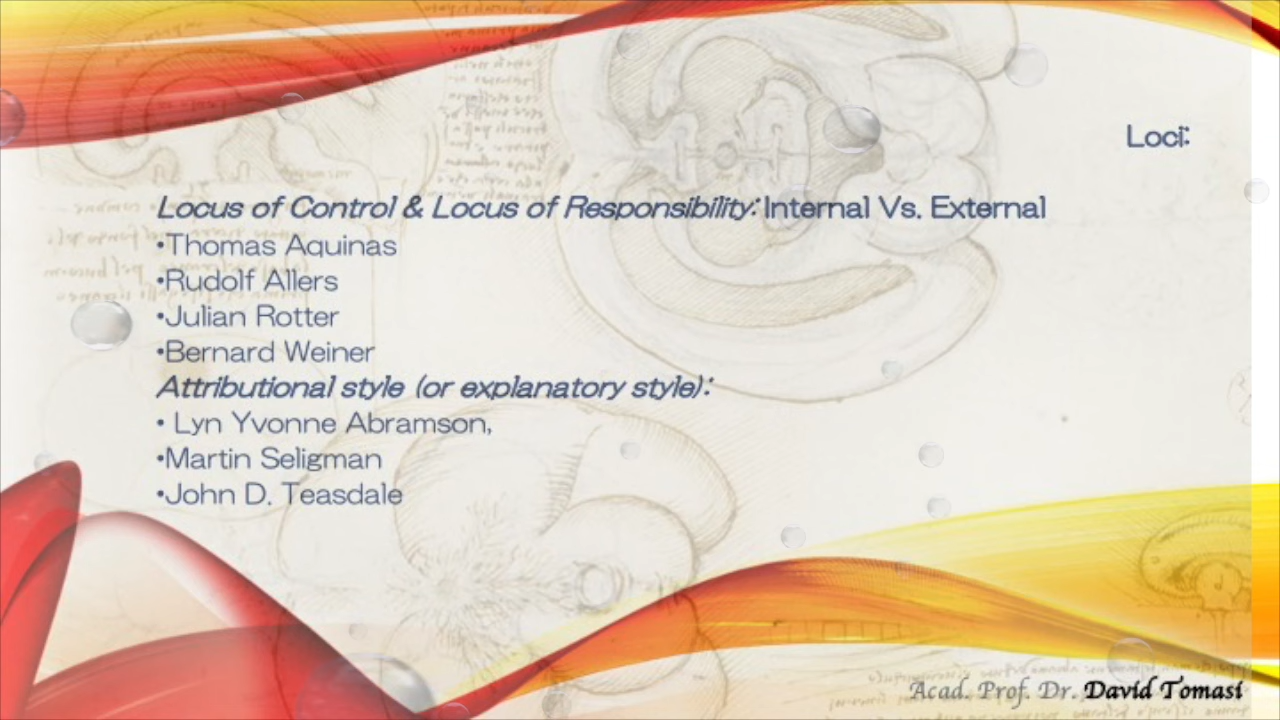 Loci:
Locus of Control & Locus of Responsibility: Internal Vs. External
•Thomas Aquinas
•Rudolf Allers
•Julian Rotter
•Bernard Weiner
Attributional style (or explanatory style):
• Lyn Yvonne Abramson,
•Martin Seligman
•John D. Teasdale
Acad. Prof. Dr. David Tomasi